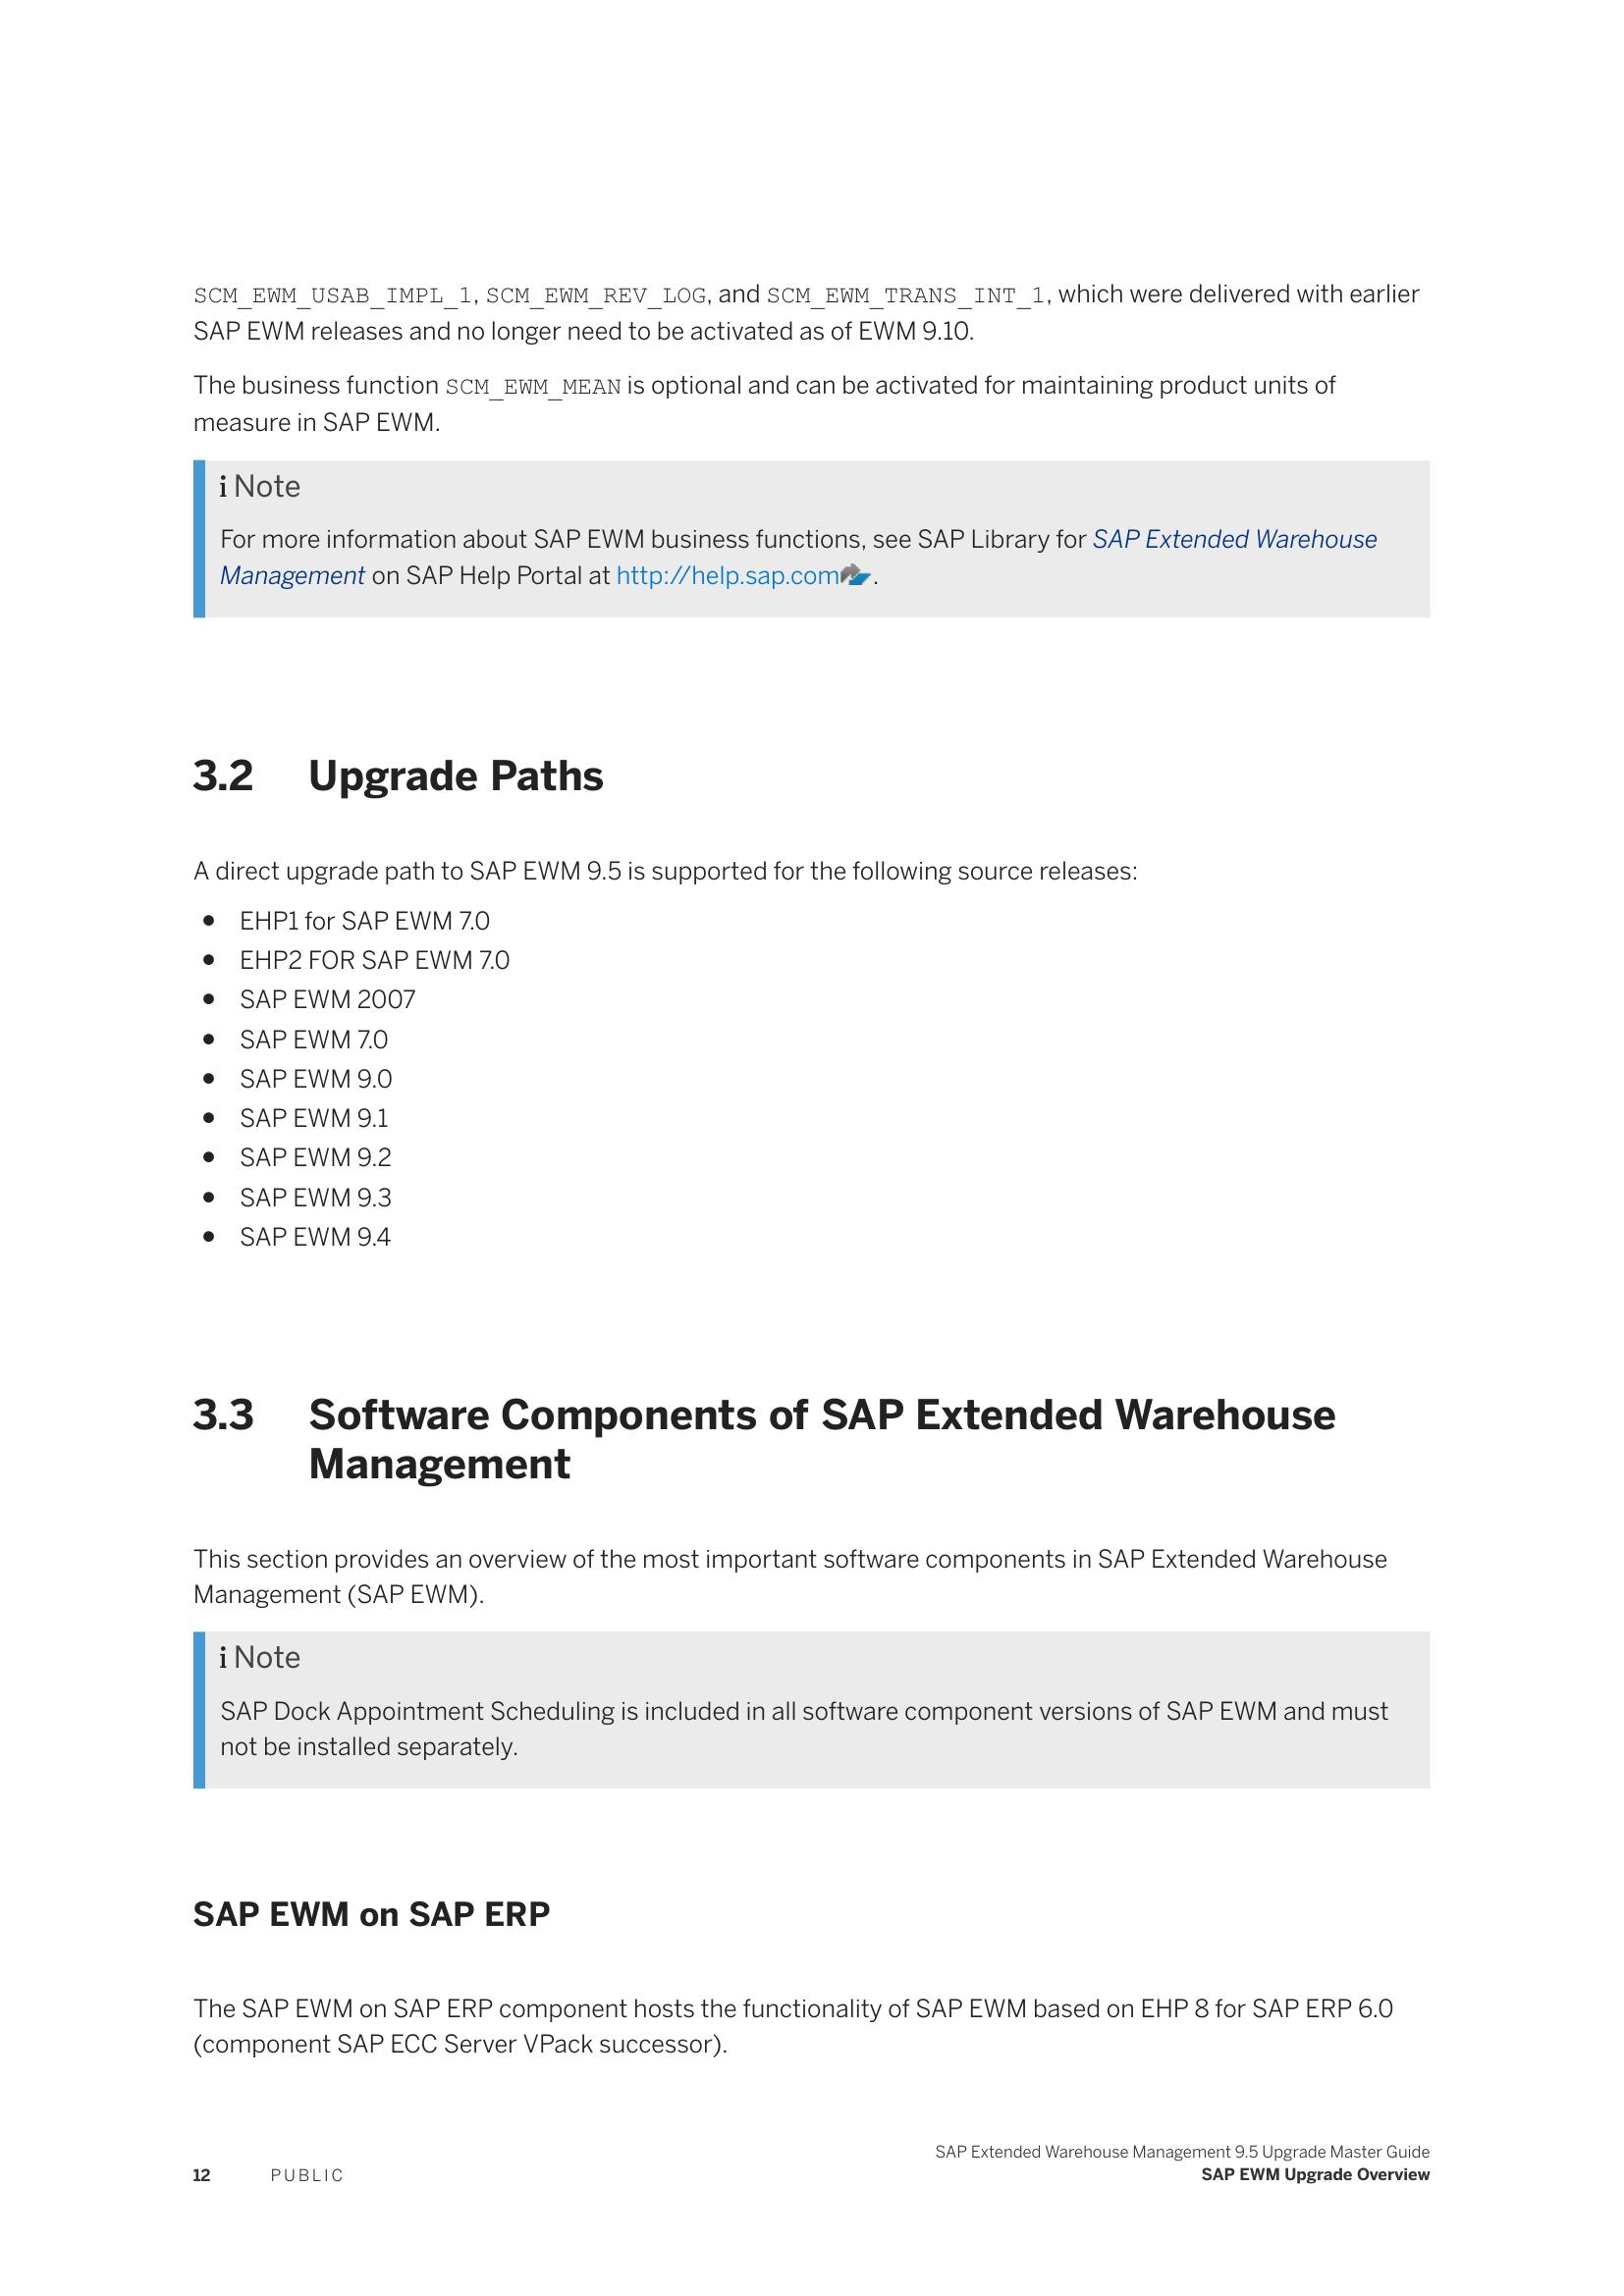 SCM_EWM_USAB_IMPL_1, SCM_EWM_REV_LOG, and SCM_EWM_TRANS_INT_1, which were delivered with earlier
SAP EWM releases and no longer need to be activated as of EWM 9.10.
The business function SCM_EWM_MEAN is optional and can be activated for maintaining product units of
measure in SAP EWM.
i Note
For more information about SAP EWM business functions, see SAP Library for SAP Extended Warehouse
Management on SAP Help Portal at http://help.sap.com.
3.2 Upgrade Paths
A direct upgrade path to SAP EWM 9.5 is supported for the following source releases:
● EHP1 for SAP EWM 7.0
● EHP2 FOR SAP EWM 7.0
● SAP EWM 2007
● SAP EWM 7.0
● SAP EWM 9.0
● SAP EWM 9.1
● SAP EWM 9.2
● SAP EWM 9.3
● SAP EWM 9.4
3.3 Software Components of SAP Extended Warehouse
Management
This section provides an overview of the most important software components in SAP Extended Warehouse
Management (SAP EWM).
i Note
SAP Dock Appointment Scheduling is included in all software component versions of SAP EWM and must
not be installed separately.
SAP EWM on SAP ERP
The SAP EWM on SAP ERP component hosts the functionality of SAP EWM based on EHP 8 for SAP ERP 6.0
(component SAP ECC Server VPack successor).
SAP Extended Warehouse Management 9.5 Upgrade Master Guide
12 PUBLIC SAP EWM Upgrade Overview